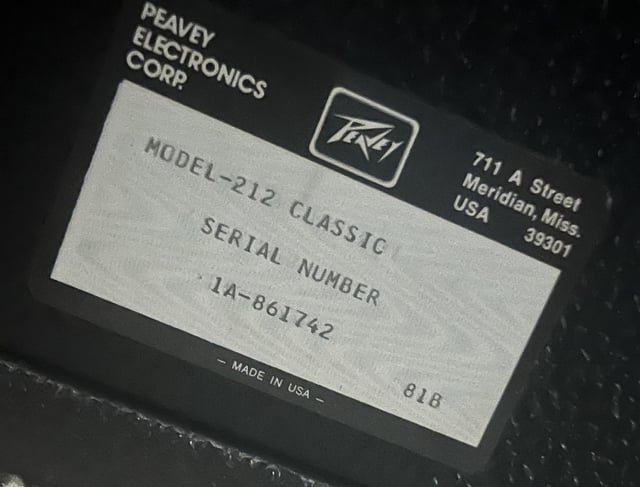 PEAVEY
ELECTRONICS
CORP.
PEAVEY
711 A Street
Meridian, Miss.
USA 39301
MODEL-212 CLASSIC
SERIAL NUMBER
1A-861742
81B
— MADE IN USA —